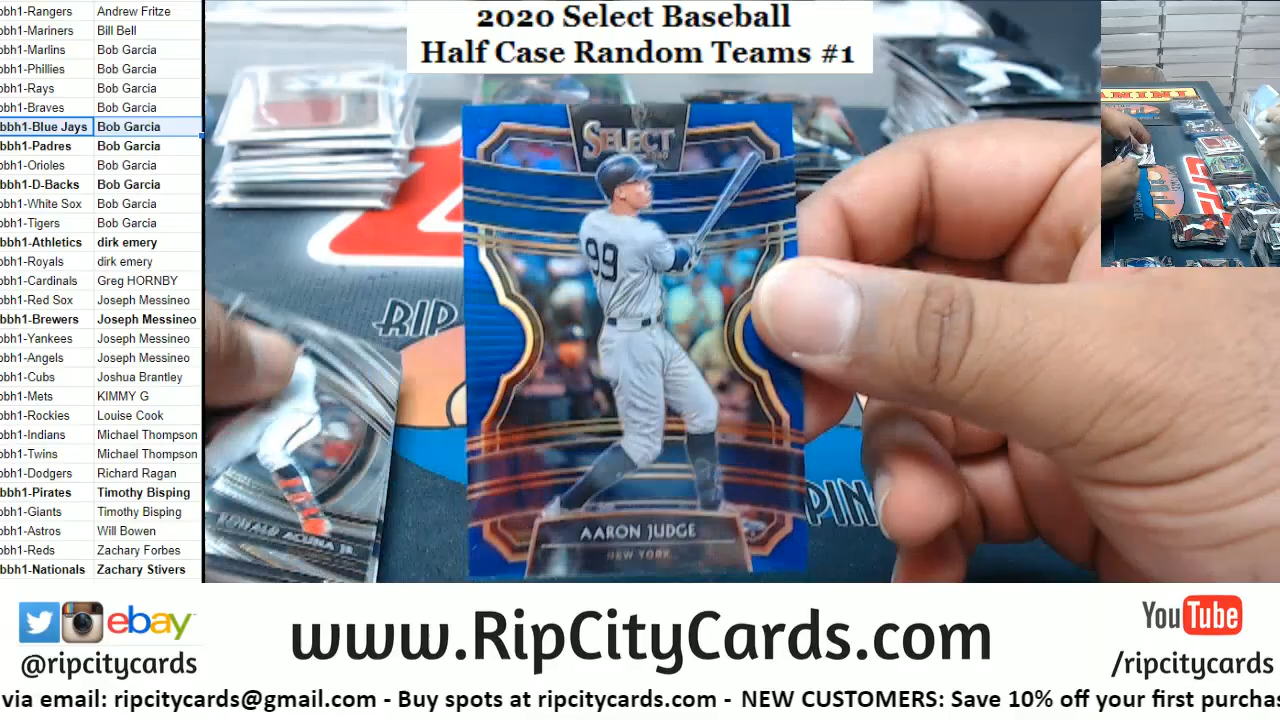 bbh1-Rangers Andrew Fritze
bbh1-Mariners Bill Bell
bbh1-Marlins Bob Garcia
bbh1-Phillies Bob Garcia
bbh1-Rays Bob Garcia
bbh1-Braves Bob Garcia
bbh1-Blue Jays Bob Garcia
bbh1-Padres Bob Garcia
bbh1-Orioles Bob Garcia
bbh1-D-Backs Bob Garcia
bbh1-White Sox Bob Garcia
bbh1-Tigers Bob Garcia
bbh1-Athletics dirk emery
bbh1-Royals dirk emery
bbh1-Cardinals Greg HORNBY
bbh1-Red Sox Joseph Messineo
bbh1-Brewers Joseph Messineo
bbh1-Yankees Joseph Messineo
bbh1-Angels Joseph Messineo
bbh1-Cubs Joshua Brantley
bbh1-Mets KIMMY G
bbh1-Rockies Louise Cook
bbh1-Indians Michael Thompson
bbh1-Twins Michael Thompson
bbh1-Dodgers Richard Ragan
bbh1-Pirates Timothy Bisping
bbh1-Giants Timothy Bisping
bbh1-Astros Will Bowen
bbh1-Reds Zachary Forbes
bbh1-Nationals Zachary Stivers
2020 Select Baseball
Half Case Random Teams #1
SELECT
2020
99
AARON JUDGE
NEW YORK
RONALD ACUÑA JR.
RIP
PIN
PANINI
ebay
@ripcitycards
www.RipCityCards.com
YouTube
/ripcitycards
via email: ripcitycards@gmail.com - Buy spots at ripcitycards.com - NEW CUSTOMERS: Save 10% off your first purcha